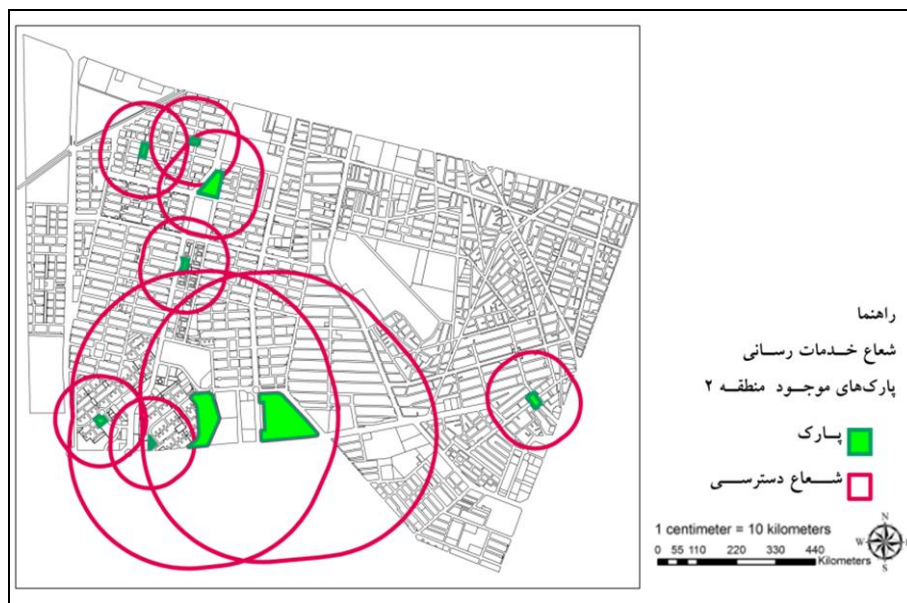 راهنما
شعاع خدمات رسانی
پارک‌های موجود منطقه ۲
پارک
شعاع دسترسی
1 centimeter = 10 kilometers
0 55 110 220 330 440
Kilometers
N
W
S